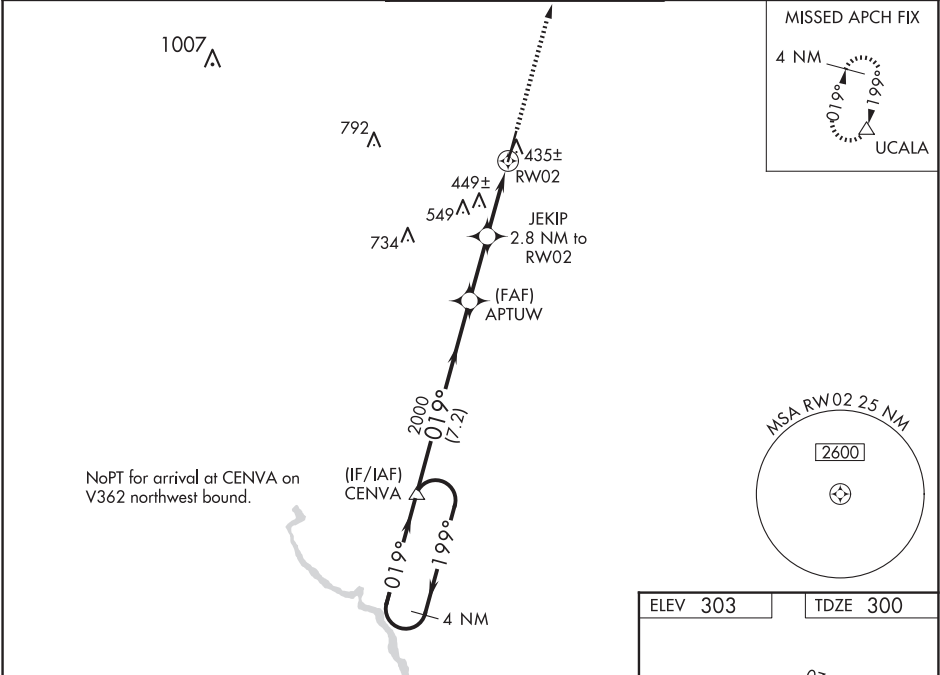 MISSED APCH FIX
4 NM
019°
199°
UCALA
1007
792
435±
RW02
449±
549
734
JEKIP
2.8 NM to
RW02
(FAF)
APTUW
2000
019°
(7.2)
MSA RW02 25 NM
2600
NoPT for arrival at CENVA on
V362 northwest bound.
(IF/IAF)
CENVA
019°
199°
4 NM
ELEV 303
TDZE 300